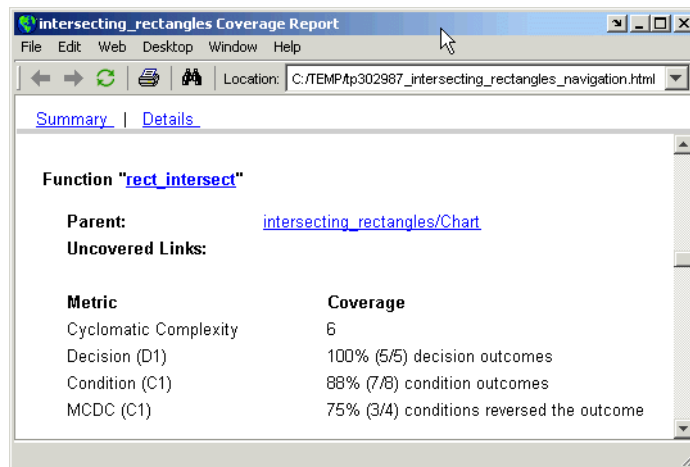 intersecting_rectangles Coverage Report
File Edit Web Desktop Window Help
Location: C:/TEMP/tp302987_intersecting_rectangles_navigation.html
Summary | Details
Function "rect_intersect"
Parent: intersecting_rectangles/Chart
Uncovered Links:
Metric Coverage
Cyclomatic Complexity 6
Decision (D1) 100% (5/5) decision outcomes
Condition (C1) 88% (7/8) condition outcomes
MCDC (C1) 75% (3/4) conditions reversed the outcome